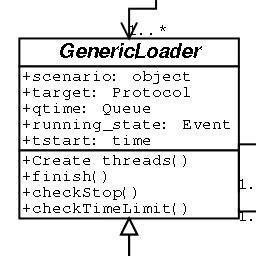 1..*
GenericLoader
+scenario: object
+target: Protocol
+qtime: Queue
+running_state: Event
+tstart: time
+Create threads()
+finish()
+checkStop()
+checkTimeLimit()
1.
1.